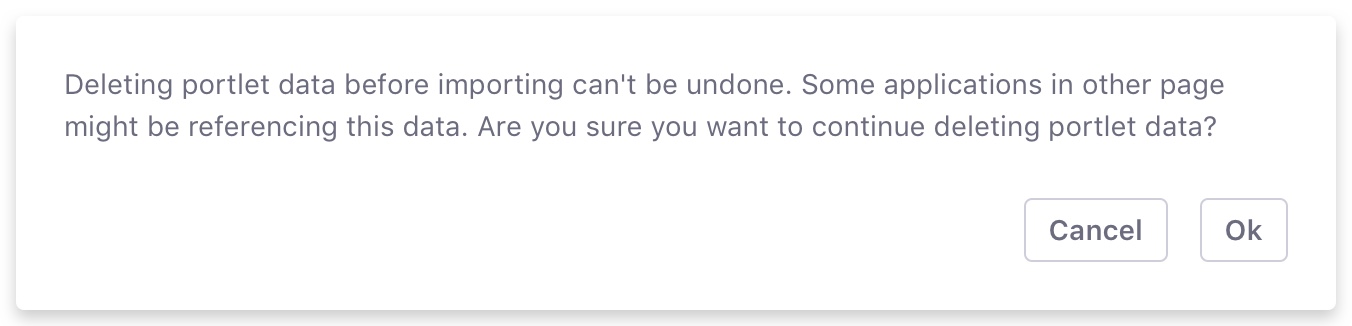 Deleting portlet data before importing can't be undone. Some applications in other page
might be referencing this data. Are you sure you want to continue deleting portlet data?
Cancel Ok